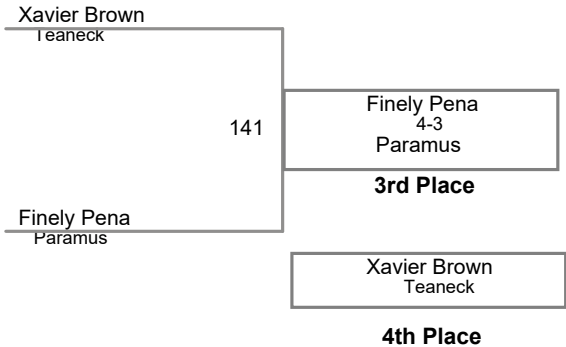 Xavier Brown
Teaneck
141
Finely Pena
4-3
Paramus
3rd Place
Finely Pena
Paramus
Xavier Brown
Teaneck
4th Place